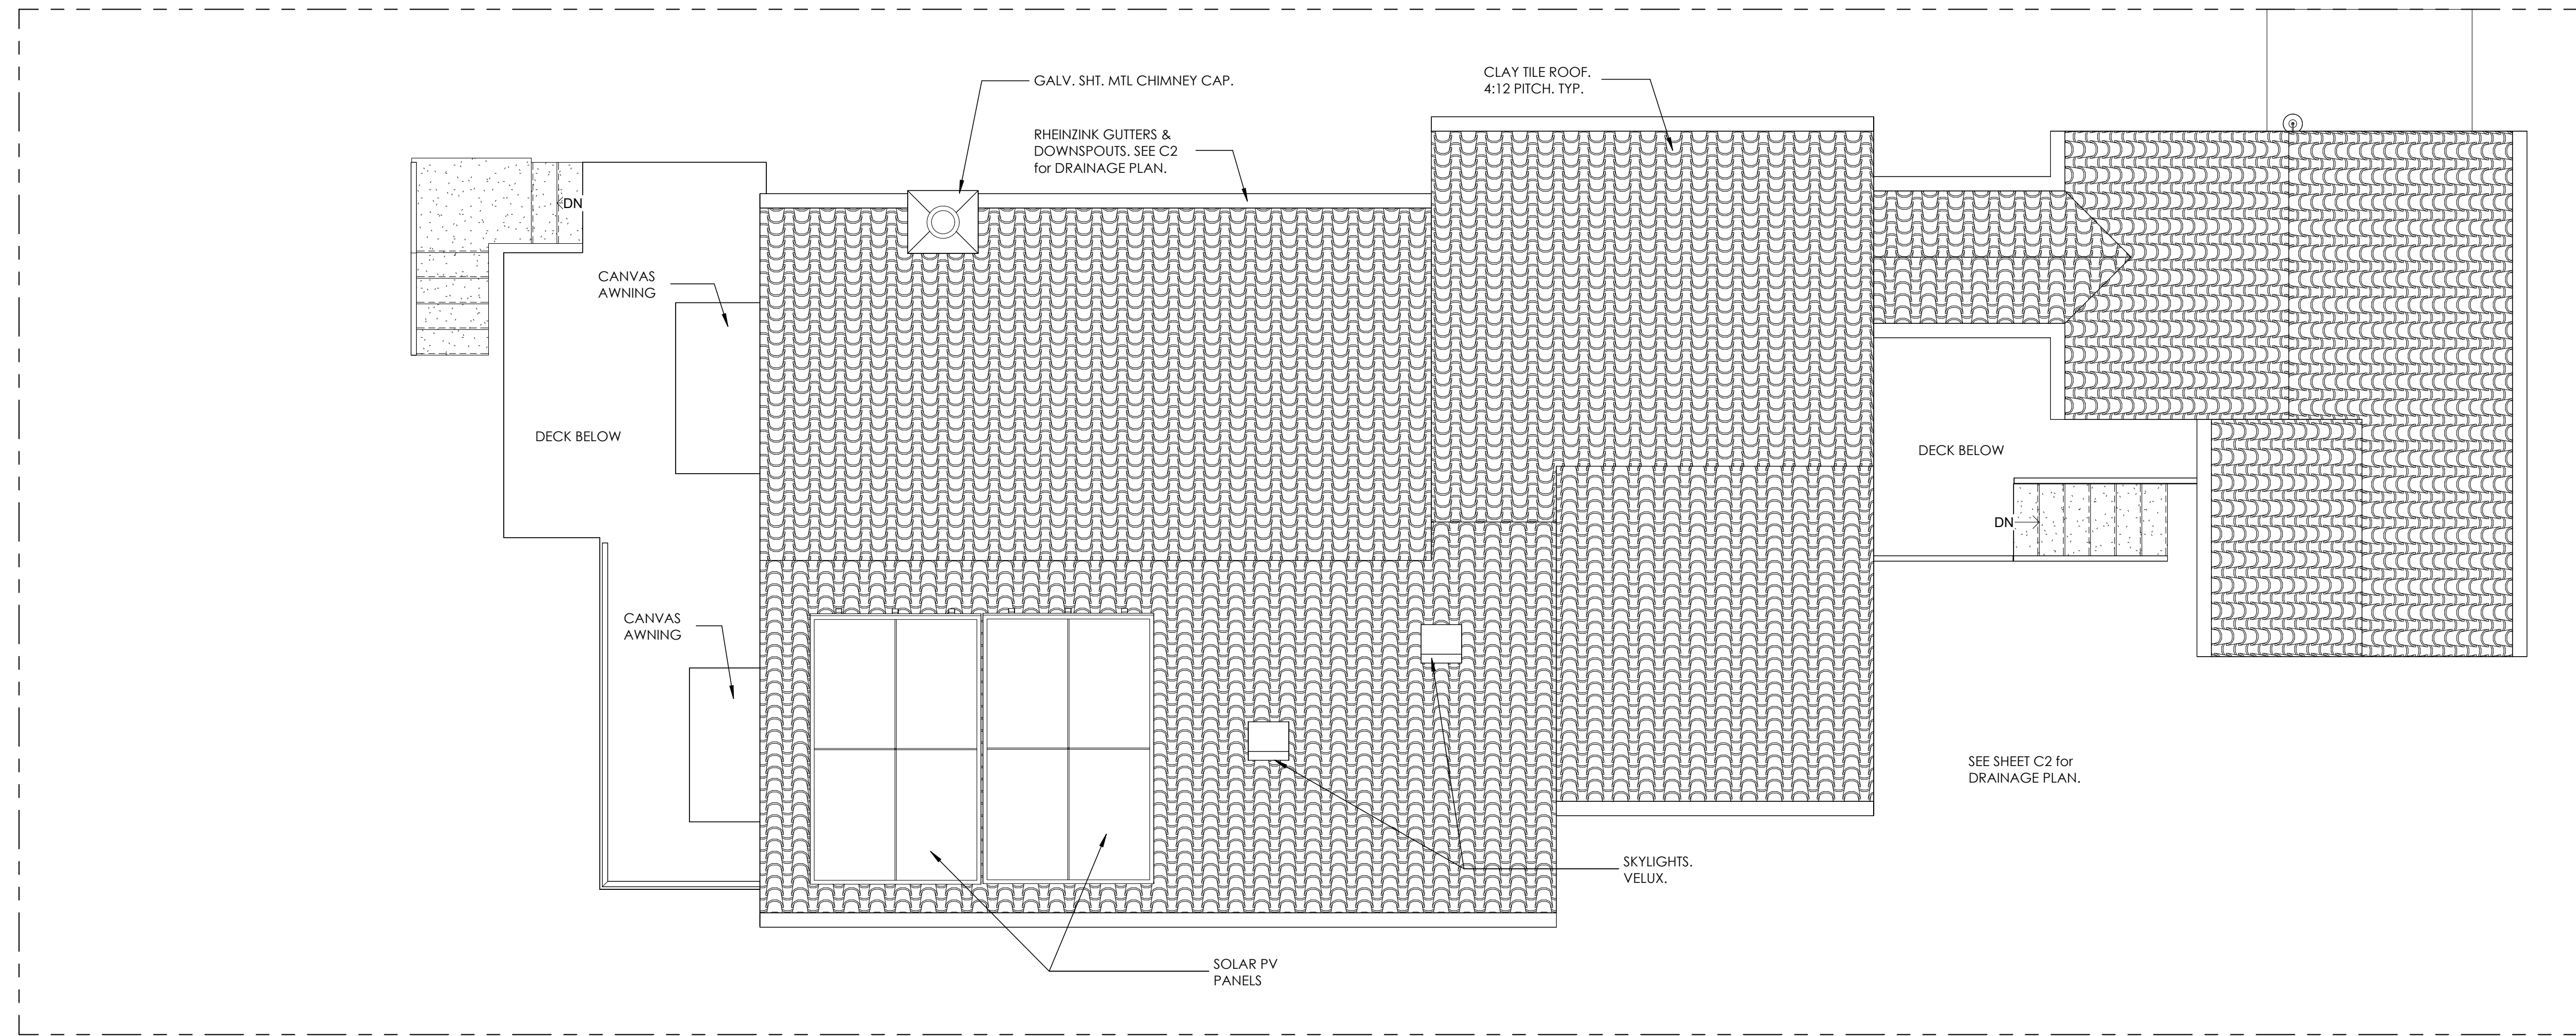 GALV. SHT. MTL CHIMNEY CAP.
CLAY TILE ROOF.
4:12 PITCH. TYP.
RHEINZINK GUTTERS &
DOWNSPOUTS. SEE C2
for DRAINAGE PLAN.
DN
CANVAS
AWNING
DECK BELOW
DECK BELOW
DN
CANVAS
AWNING
SEE SHEET C2 for
DRAINAGE PLAN.
SKYLIGHTS.
VELUX.
SOLAR PV
PANELS